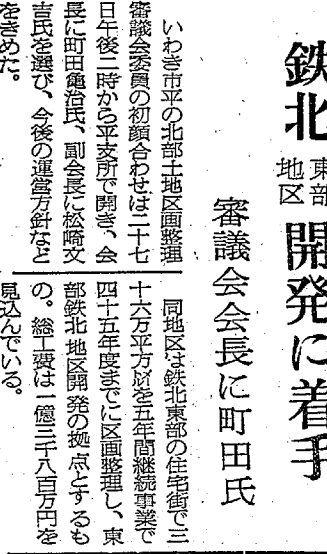 鉄北
東部
地区
開発に着手
審議会会長に町田氏
いわき市平の北部土地区画整理
審議会委員の初顔合わせは二十七
日午後二時から平支所で開き、会
長に町田亀治氏、副会長に松崎文
吉氏を選び、今後の運営方針など
をきめた。
同地区は鉄北東部の住宅街で三
十六万平方㍍を五年間継続事業で
四十五年度までに区画整理し、東
部鉄北地区開発の拠点とするも
の。総工費は一億三千八百万円を
見込んでいる。